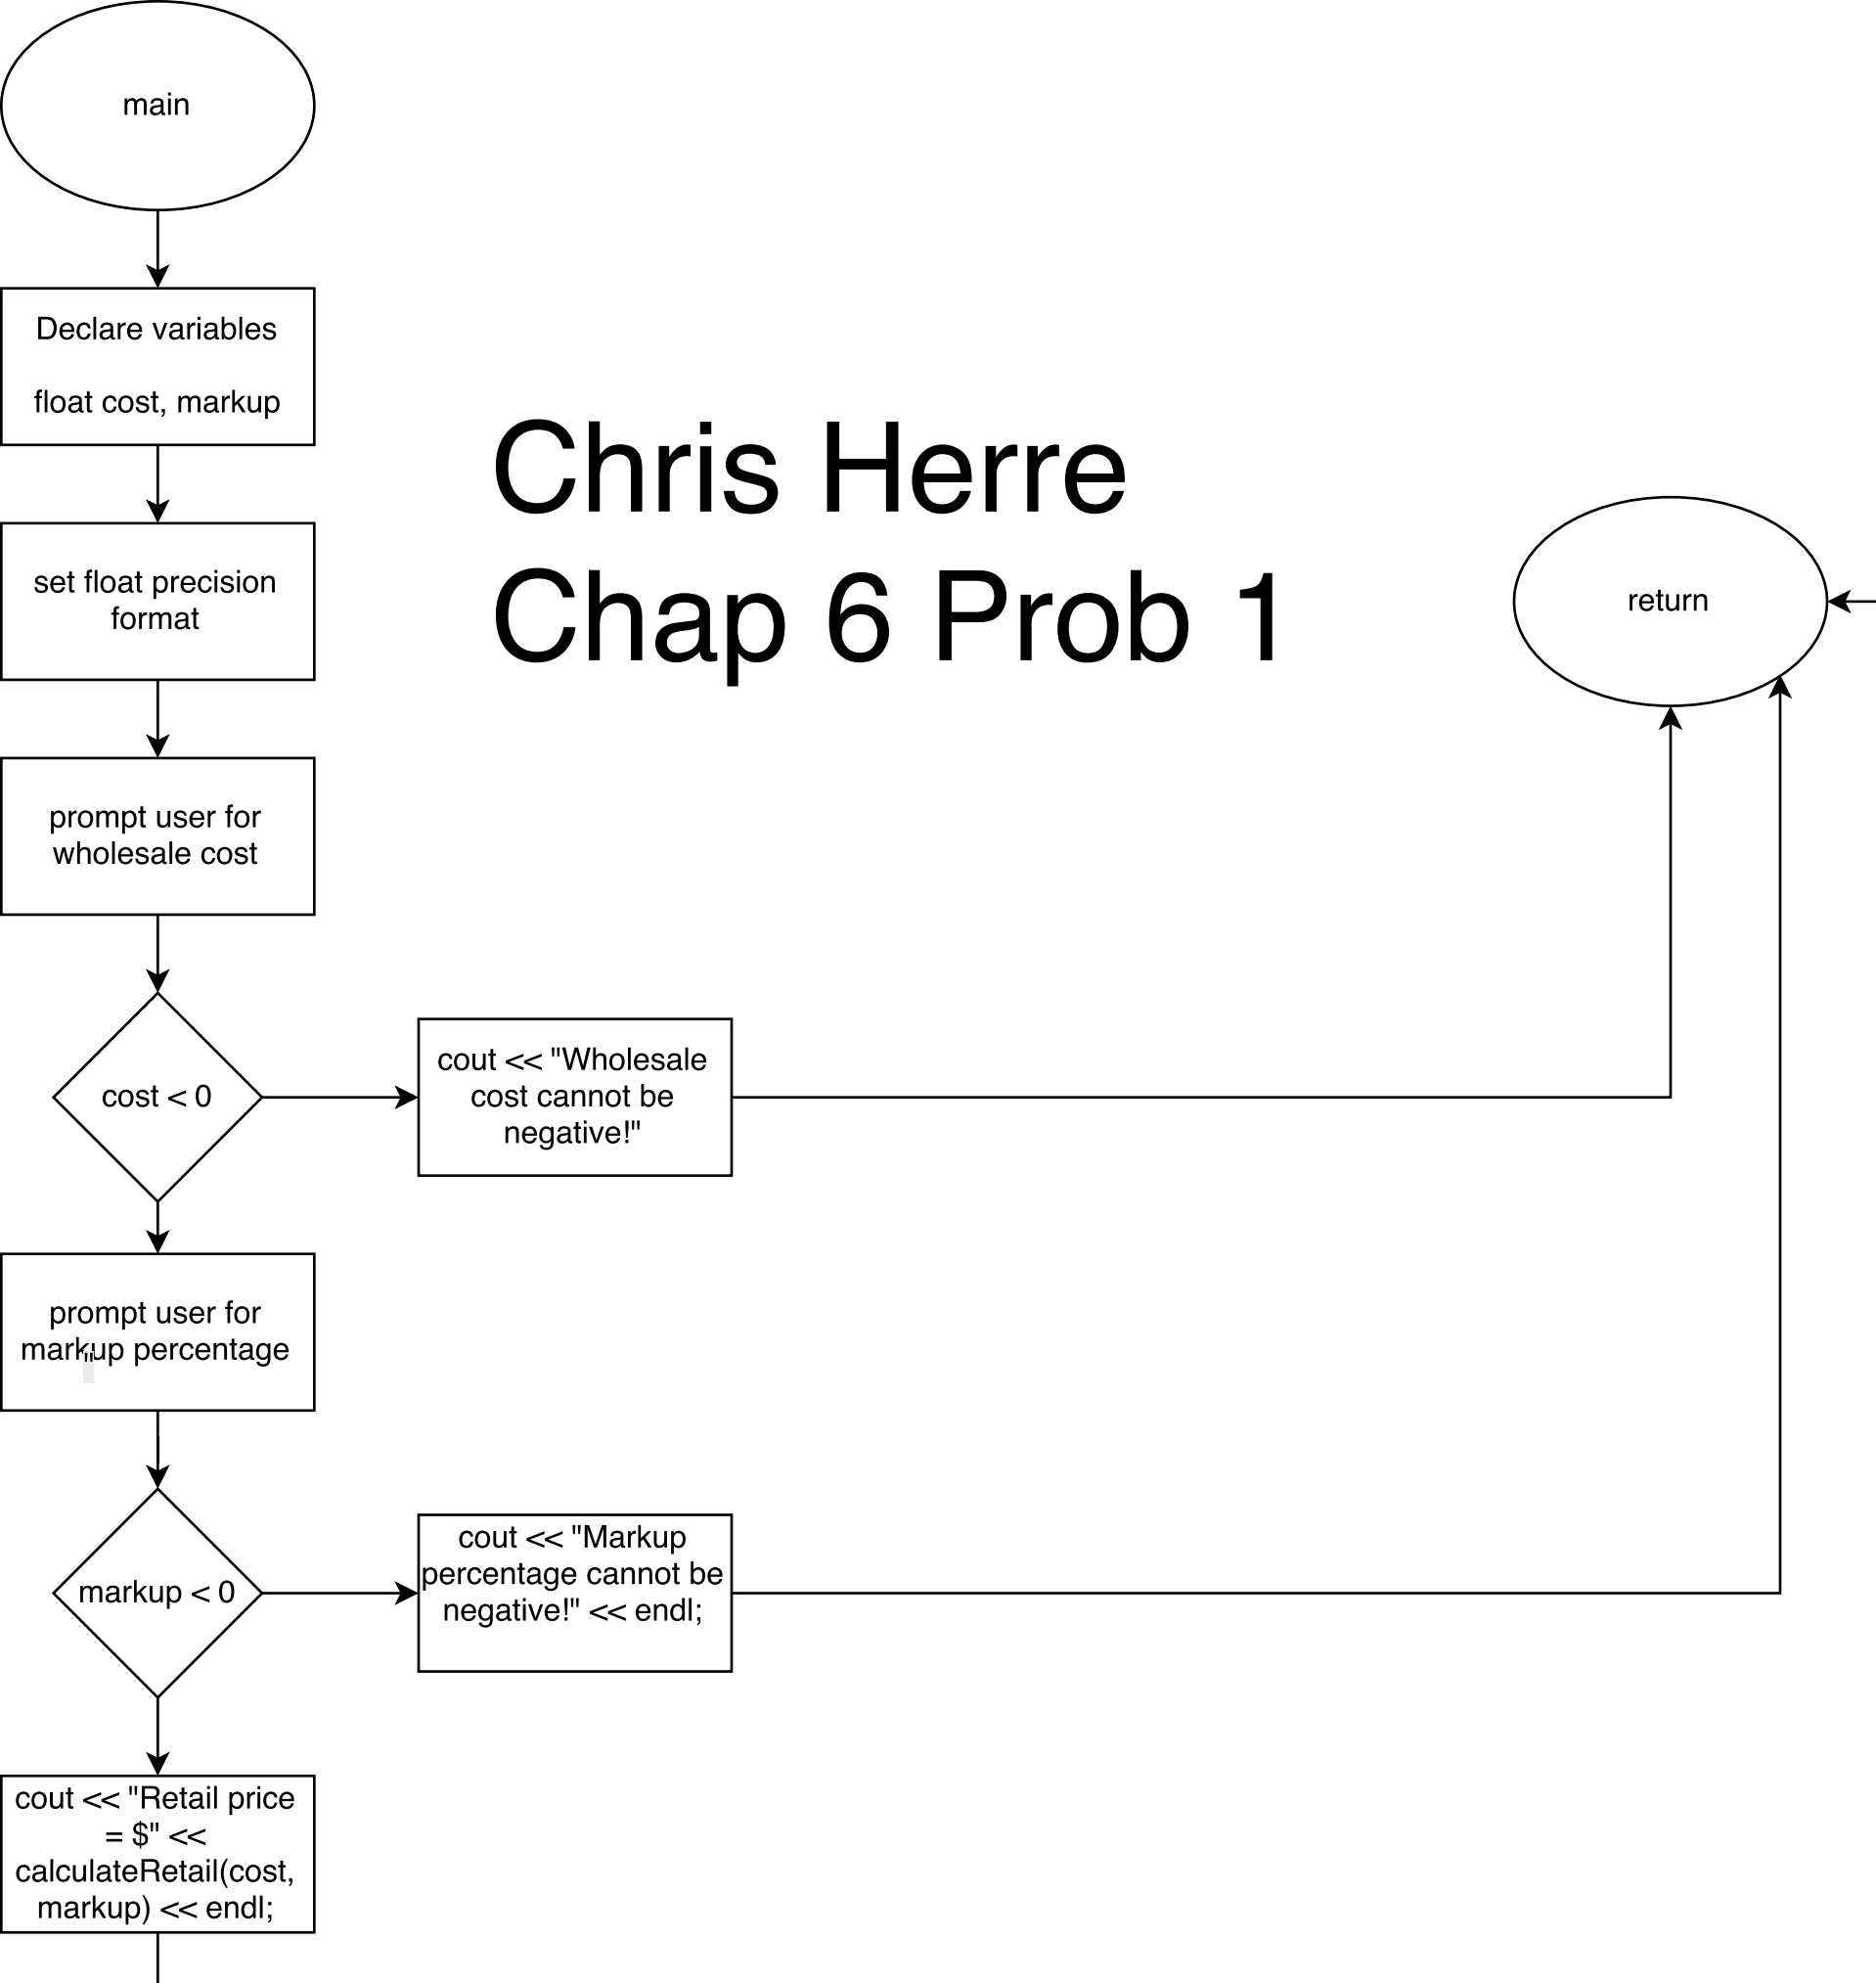 main
Declare variables
float cost, markup
Chris Herre
Chap 6 Prob 1
set float precision
format
return
prompt user for
wholesale cost
cost < 0
cout << "Wholesale
cost cannot be
negative!"
prompt user for
markup percentage
"
markup < 0
cout << "Markup
percentage cannot be
negative!" << endl;
cout << "Retail price
= $" <<
calculateRetail(cost,
markup) << endl;